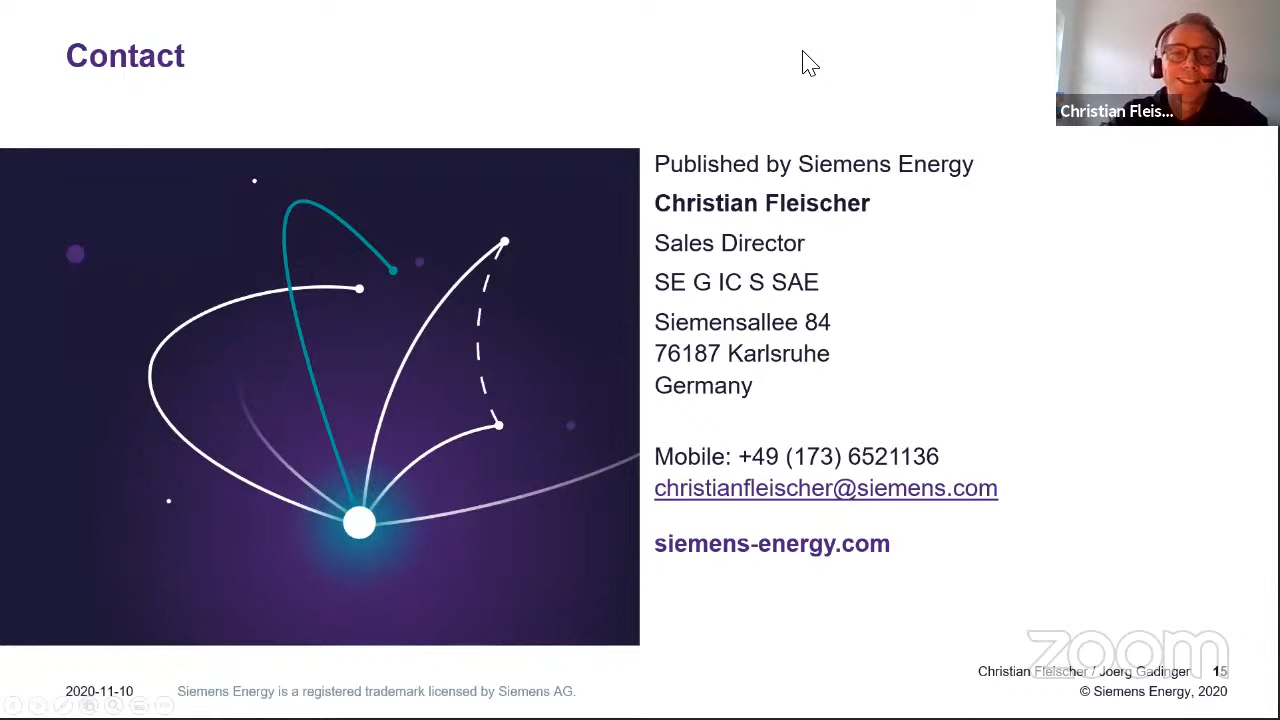 Contact
Christian Fleis...
Published by Siemens Energy
Christian Fleischer
Sales Director
SE G IC S SAE
Siemensallee 84
76187 Karlsruhe
Germany
Mobile: +49 (173) 6521136
christianfleischer@siemens.com
siemens-energy.com
zoom
Christian Fleischer / Joerg Gadinger 15
2020-11-10 Siemens Energy is a registered trademark licensed by Siemens AG. © Siemens Energy, 2020